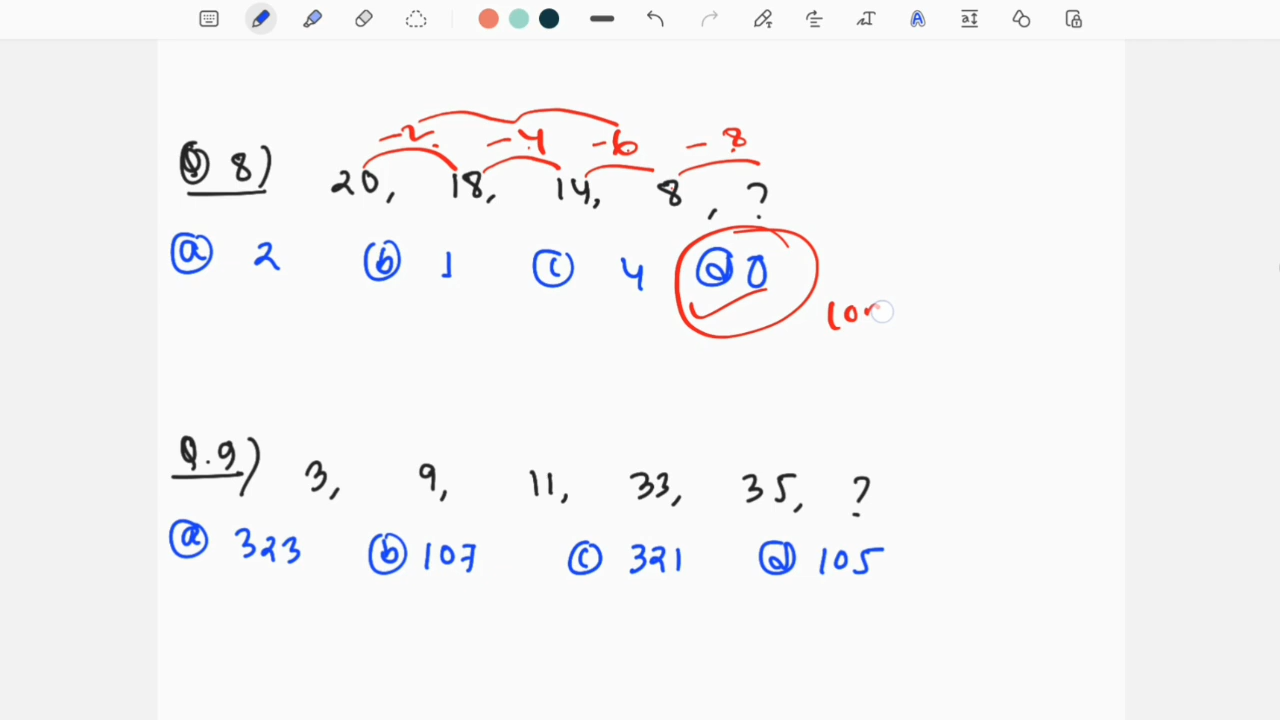 -2 -4 -6 -8
Q 8) 20, 18, 14, 8, ?
a 2 b 1 c 4 d 0
Q.9) 3, 9, 11, 33, 35, ?
a 323 b 107 c 321 d 105